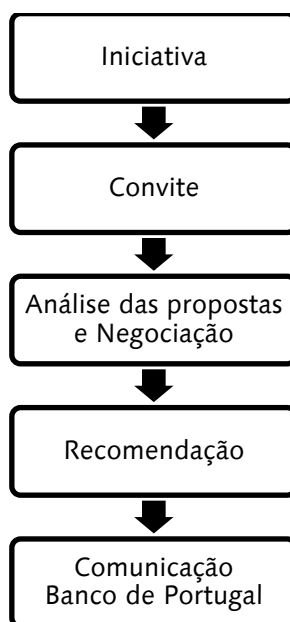 Iniciativa
Convite
Análise das propostas
e Negociação
Recomendação
Comunicação
Banco de Portugal